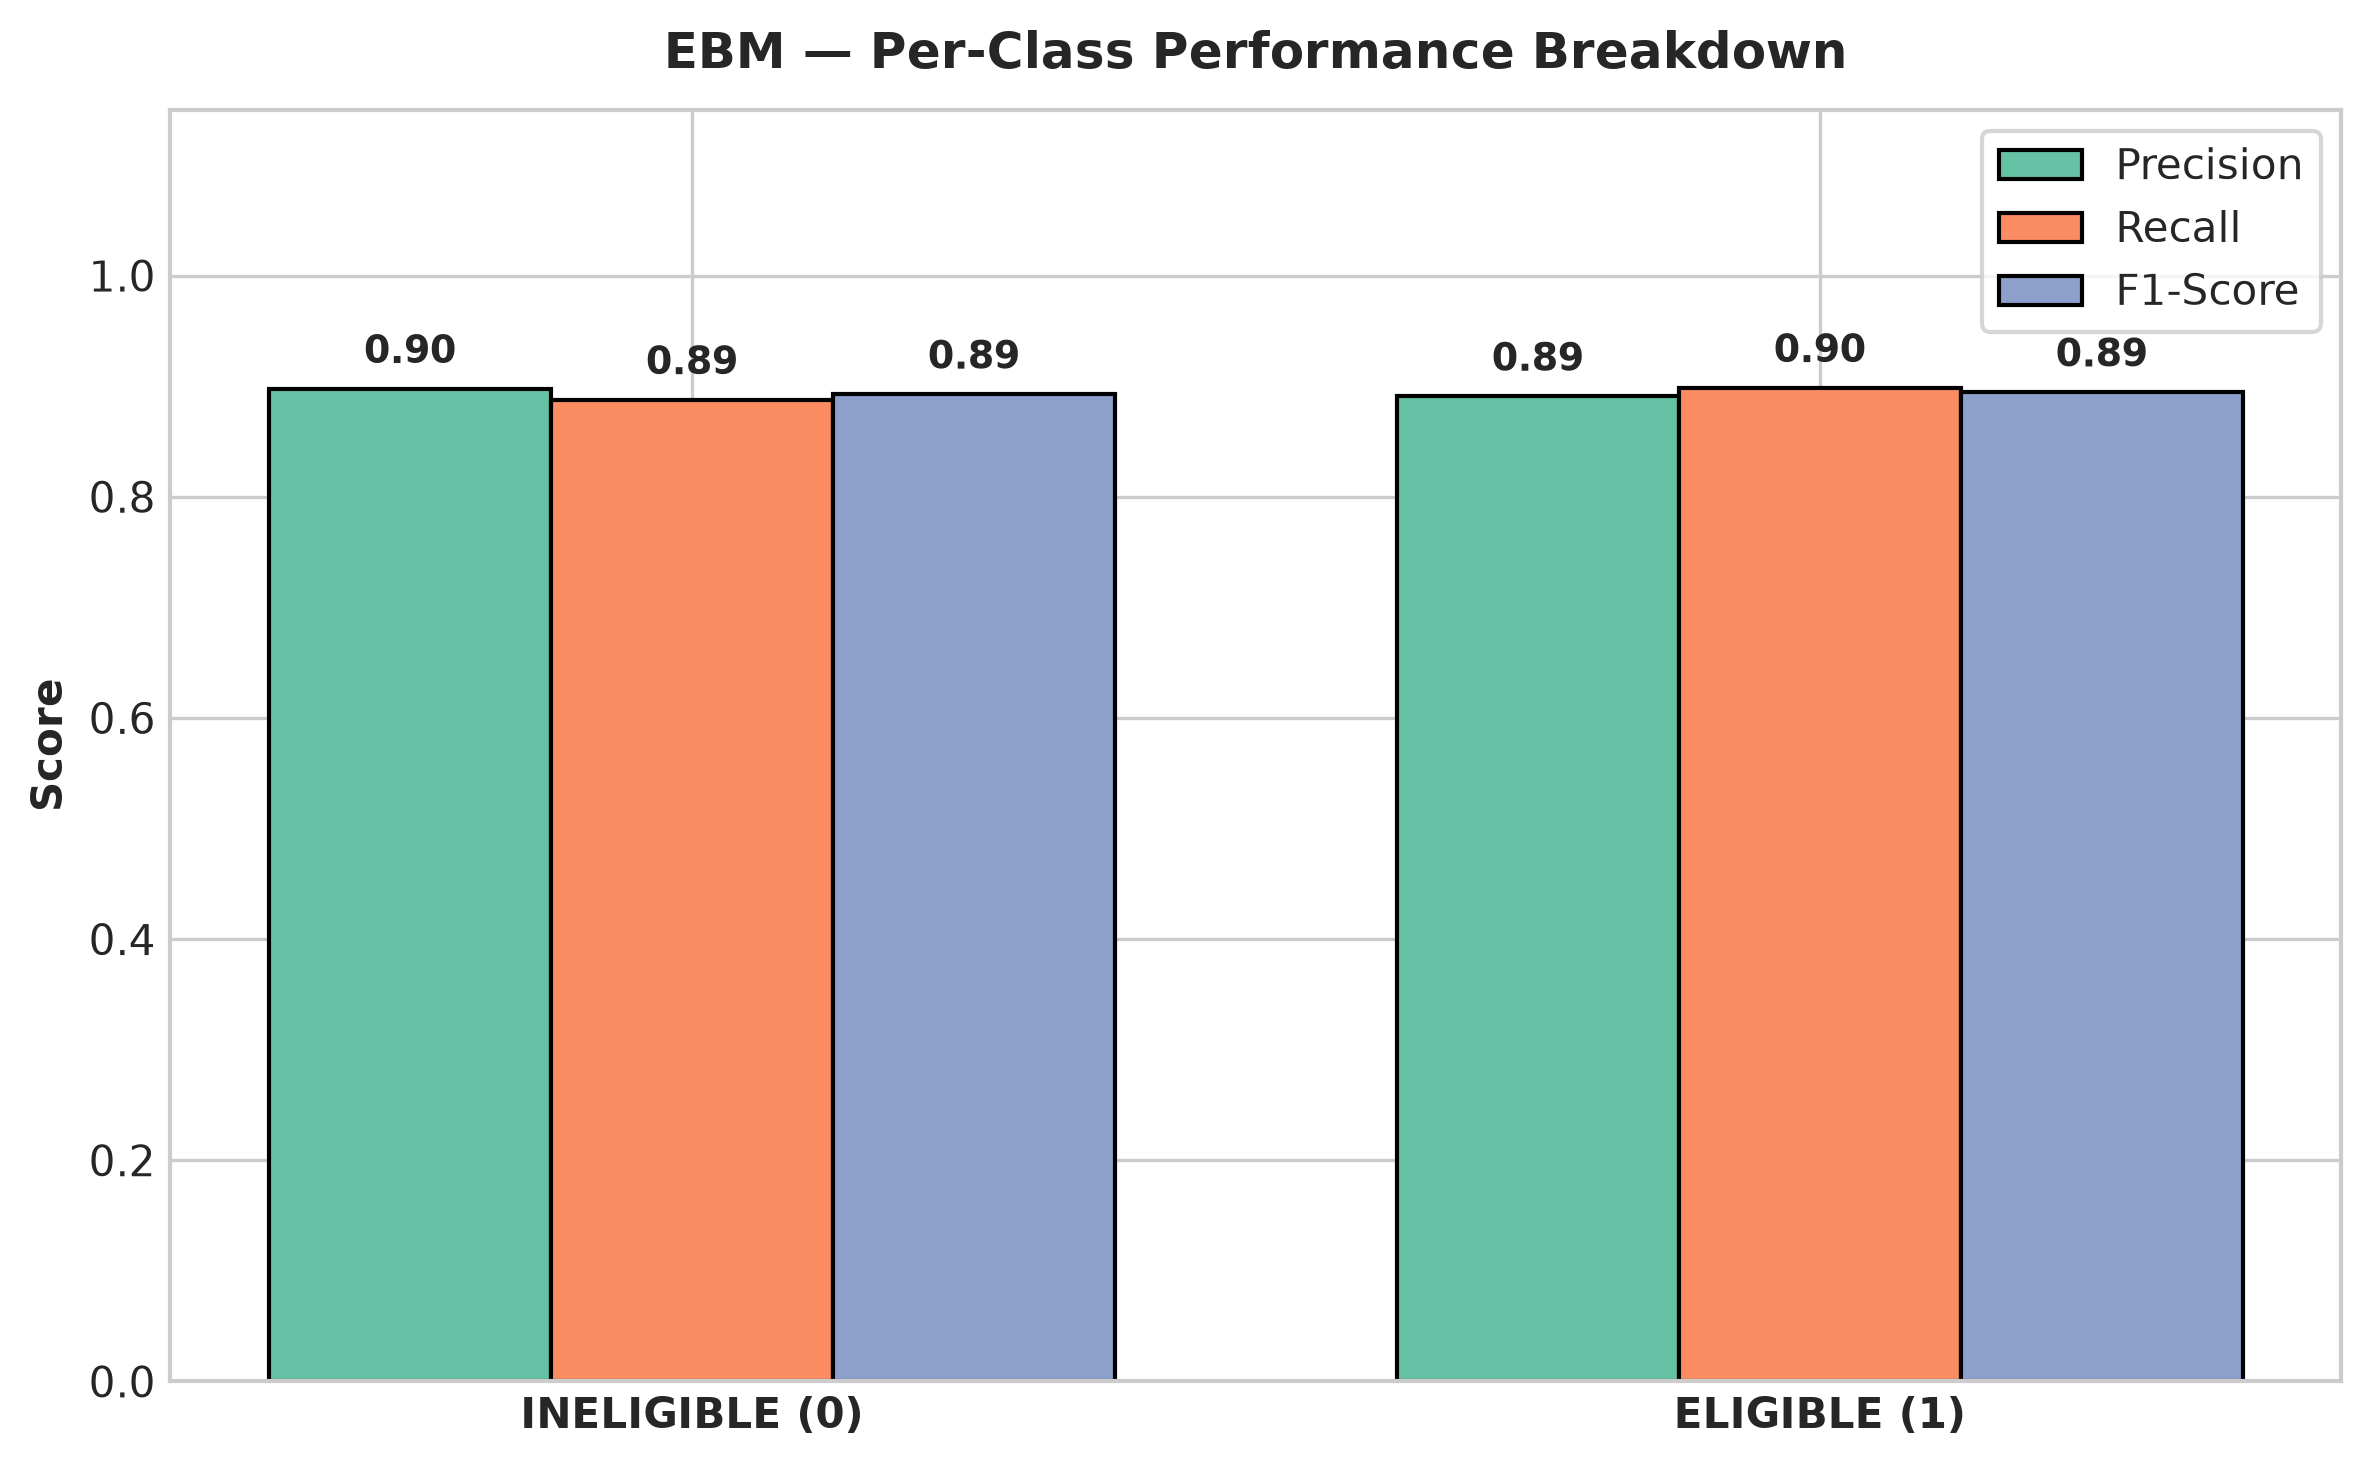 EBM — Per-Class Performance Breakdown
Precision
Recall
F1-Score
1.0
0.8
0.6
0.4
0.2
0.0
Score
0.90
0.89
0.89
0.89
0.90
0.89
INELIGIBLE (0)
ELIGIBLE (1)